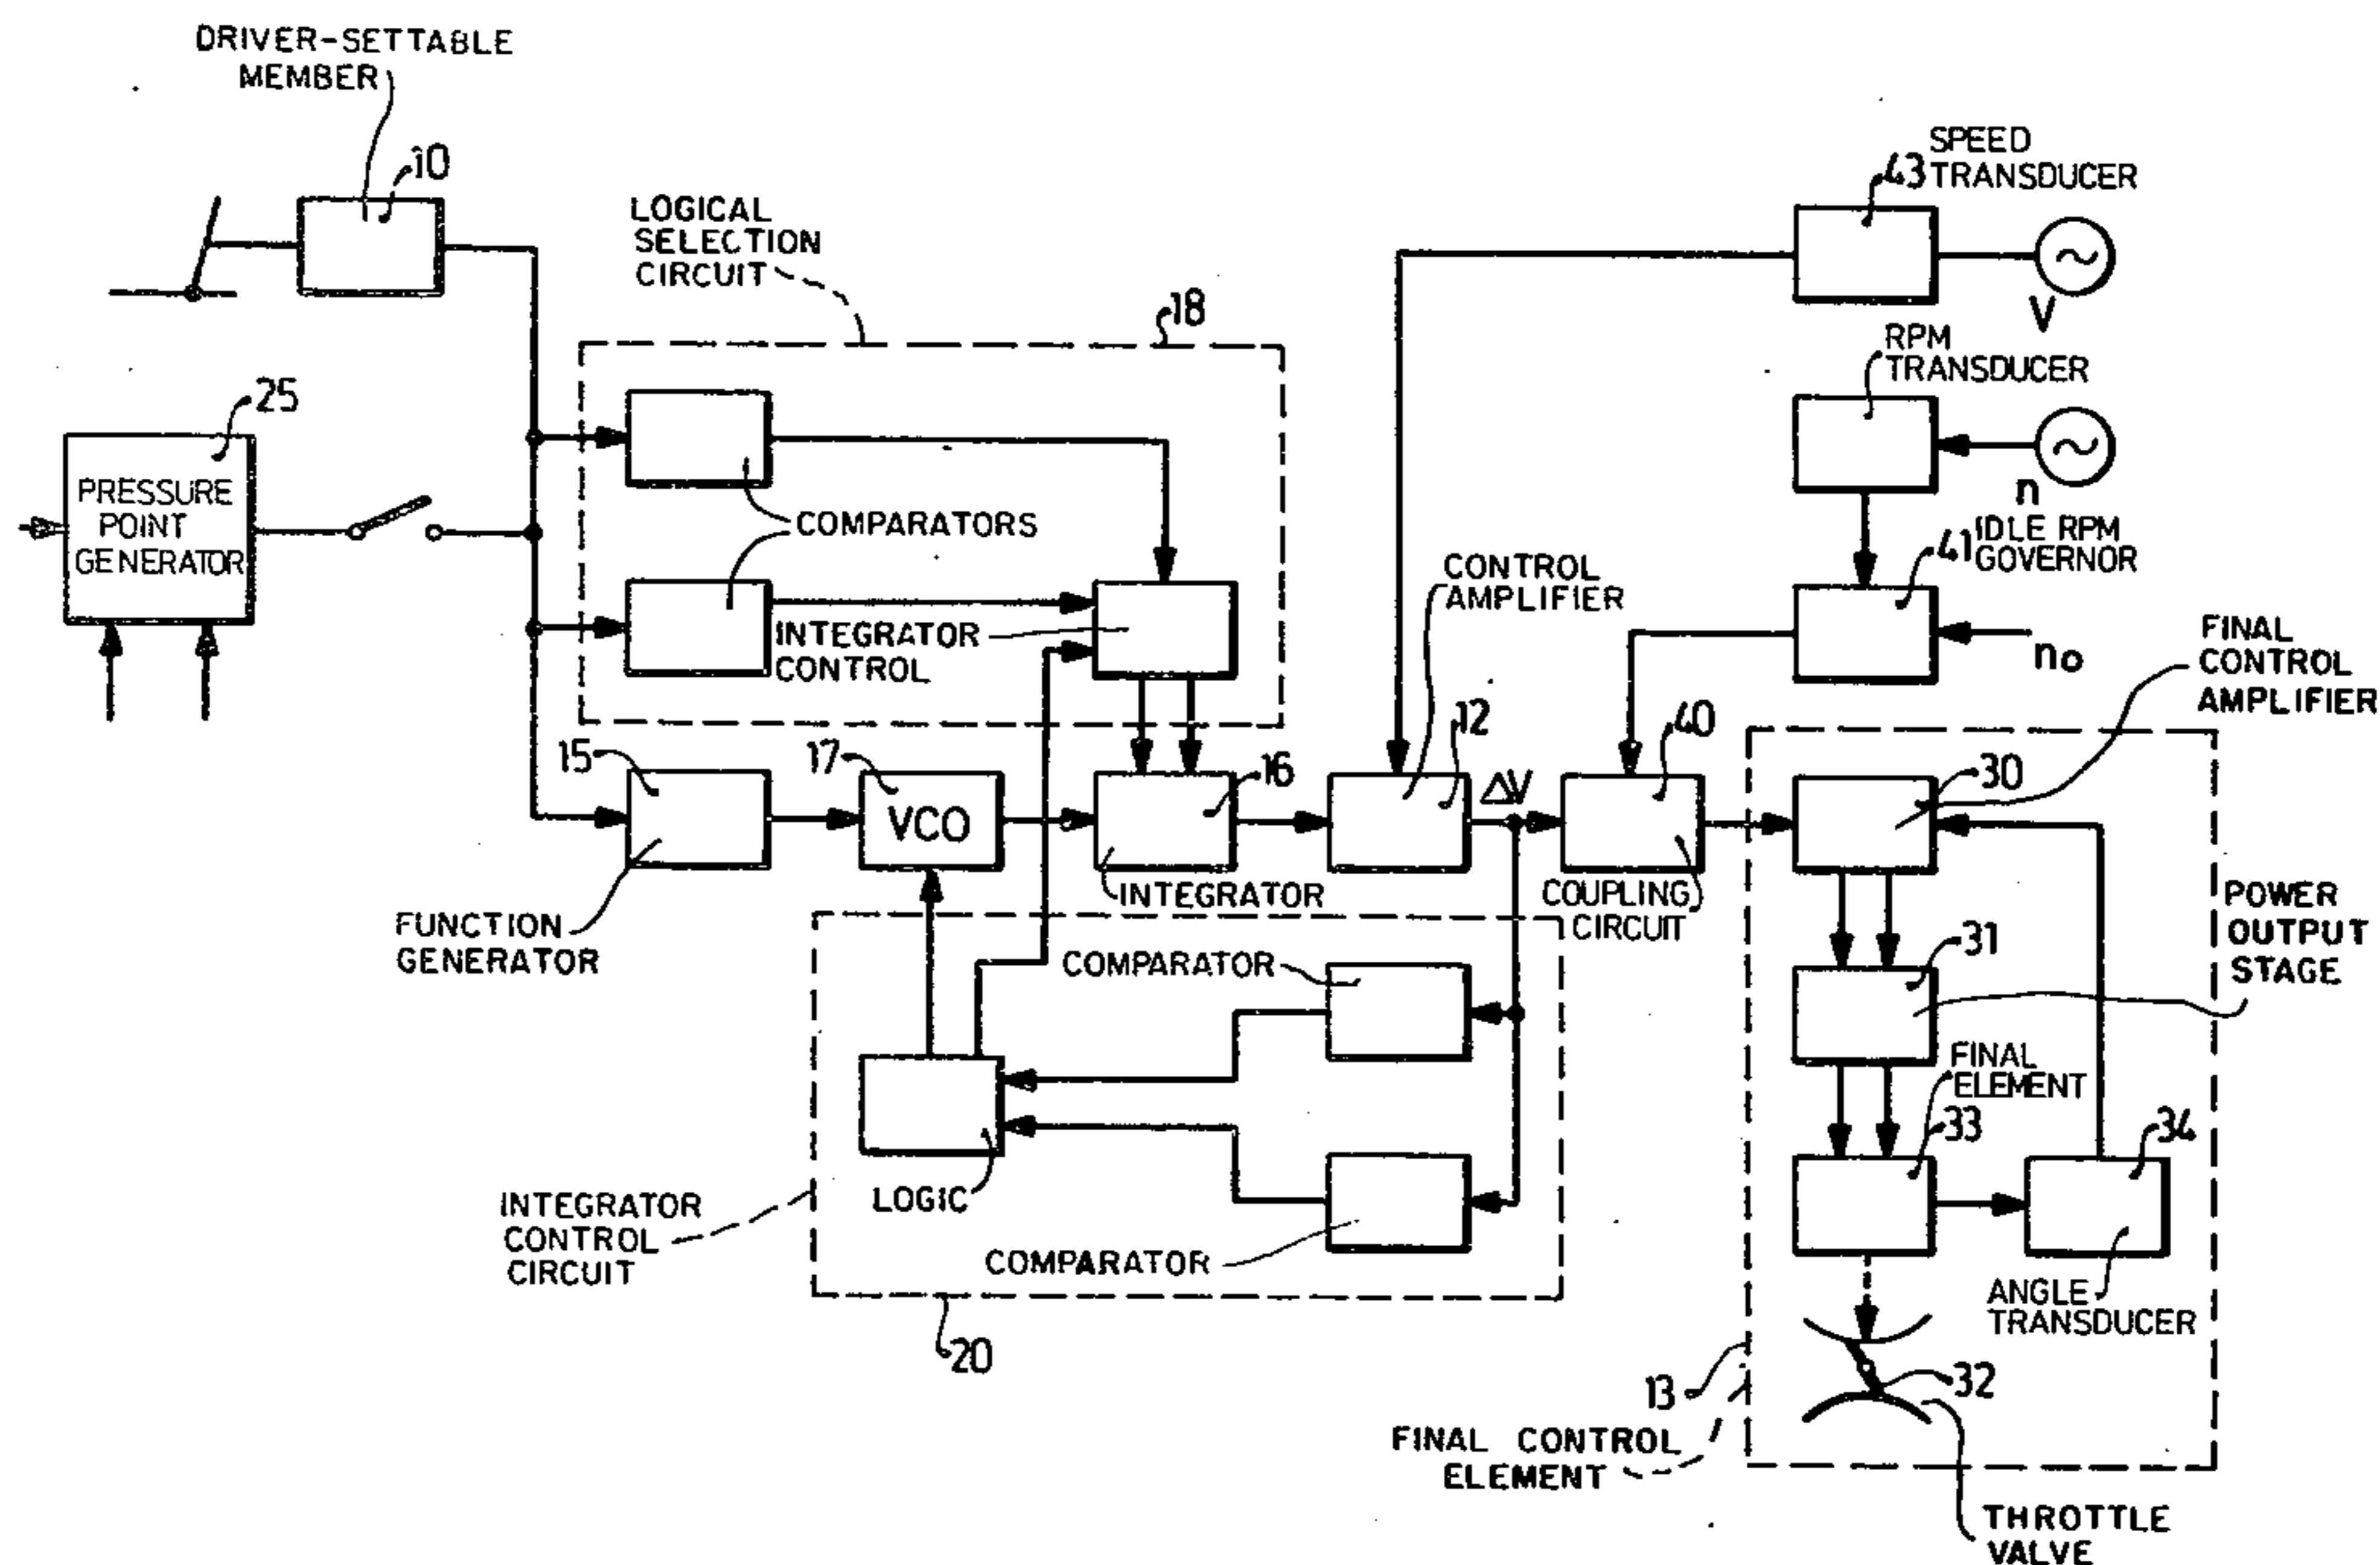 DRIVER-SETTABLE
MEMBER
10
25
PRESSURE
POINT
GENERATOR
LOGICAL
SELECTION
CIRCUIT
18
COMPARATORS
INTEGRATOR
CONTROL
15
FUNCTION
GENERATOR
17
VCO
16
INTEGRATOR
CONTROL
AMPLIFIER
12
ΔV
40
COUPLING
CIRCUIT
43
SPEED
TRANSDUCER
V
RPM
TRANSDUCER
n
41
IDLE RPM
GOVERNOR
no
FINAL
CONTROL
AMPLIFIER
30
POWER
OUTPUT
STAGE
31
FINAL
ELEMENT
33
34
ANGLE
TRANSDUCER
32
THROTTLE
VALVE
13
FINAL CONTROL
ELEMENT
COMPARATOR
LOGIC
COMPARATOR
INTEGRATOR
CONTROL
CIRCUIT
20